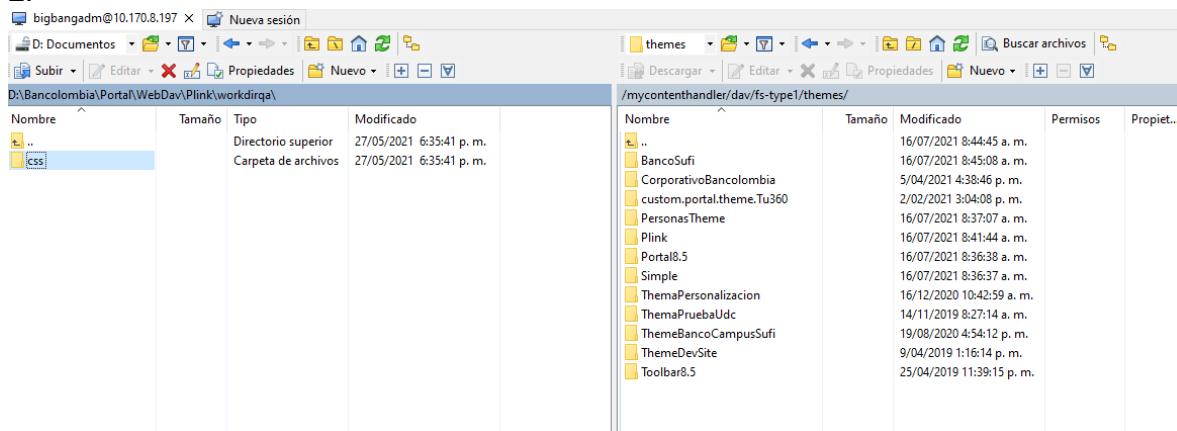 bigbangadm@10.170.8.197 × Nueva sesión
D: Documentos
Subir Editar Propiedades Nuevo
D:\Bancolombia\Portal\WebDav\Plink\workdirqa\
Nombre Tamaño Tipo Modificado
.. Directorio superior 27/05/2021 6:35:41 p. m.
css Carpeta de archivos 27/05/2021 6:35:41 p. m.
themes Buscar archivos
Descargar Editar Propiedades Nuevo
/mycontenthandler/dav/fs-type1/themes/
Nombre Tamaño Modificado Permisos Propiet...
.. 16/07/2021 8:44:45 a. m.
BancoSufi 16/07/2021 8:45:08 a. m.
CorporativoBancolombia 5/04/2021 4:38:46 p. m.
custom.portal.theme.Tu360 2/02/2021 3:04:08 p. m.
PersonasTheme 16/07/2021 8:37:07 a. m.
Plink 16/07/2021 8:41:44 a. m.
Portal8.5 16/07/2021 8:36:38 a. m.
Simple 16/07/2021 8:36:37 a. m.
ThemaPersonalizacion 16/12/2020 10:42:59 a. m.
ThemaPruebaUdc 14/11/2019 8:27:14 a. m.
ThemeBancoCampusSufi 19/08/2020 4:54:12 p. m.
ThemeDevSite 9/04/2019 1:16:14 p. m.
Toolbar8.5 25/04/2019 11:39:15 p. m.